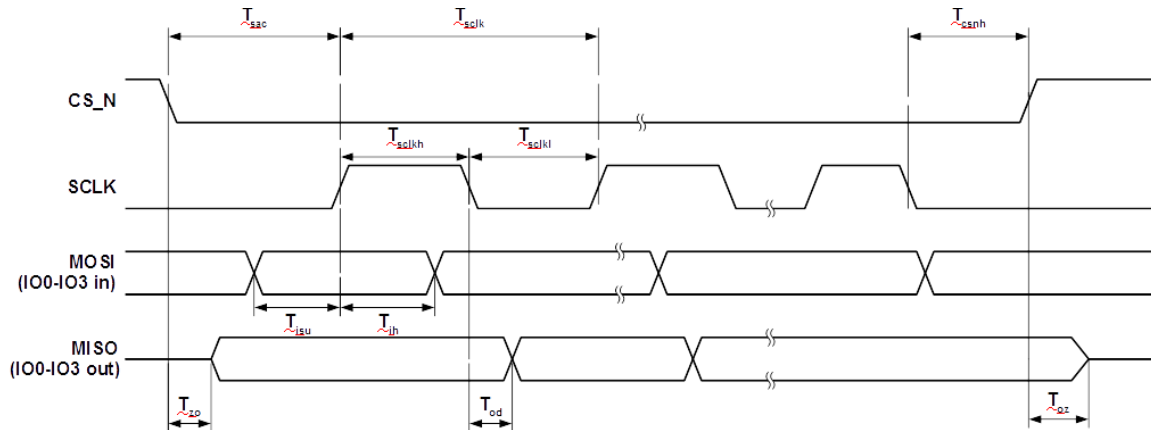 Tsac Tsclk Tcsnh
CS_N
Tsclkh Tsclkl
SCLK
MOSI
(IO0-IO3 in)
Tisu Tih
MISO
(IO0-IO3 out)
Tzo Tod Toz